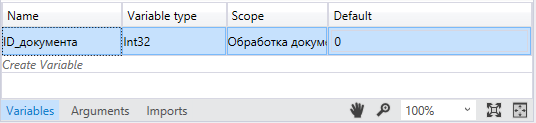 Name Variable type Scope Default
ID_документа Int32 Обработка докум 0
Create Variable
Variables Arguments Imports 100%